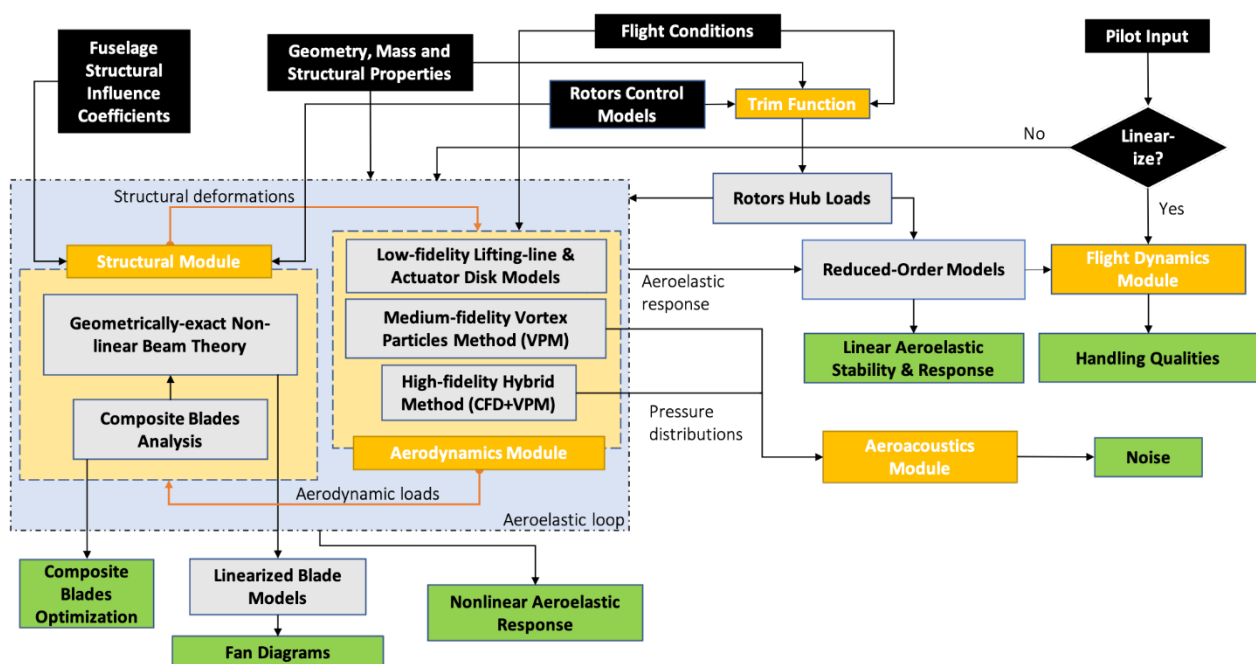 Fuselage
Structural
Influence
Coefficients
Geometry, Mass and
Structural Properties
Flight Conditions
Pilot Input
Rotors Control
Models
Trim Function
No
Linear-
ize?
Structural deformations
Rotors Hub Loads
Yes
Structural Module
Low-fidelity Lifting-line &
Actuator Disk Models
Aeroelastic
response
Reduced-Order Models
Flight Dynamics
Module
Geometrically-exact Non-
linear Beam Theory
Medium-fidelity Vortex
Particles Method (VPM)
Linear Aeroelastic
Stability & Response
Handling Qualities
High-fidelity Hybrid
Method (CFD+VPM)
Composite Blades
Analysis
Pressure
distributions
Aerodynamics Module
Aeroacoustics
Module
Noise
Aerodynamic loads
Aeroelastic loop
Composite
Blades
Optimization
Linearized Blade
Models
Nonlinear Aeroelastic
Response
Fan Diagrams